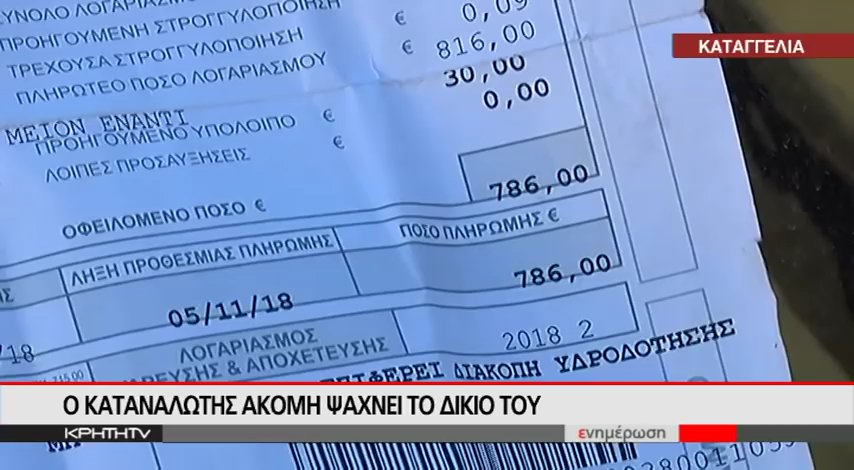 ΣΥΝΟΛΟ ΛΟΓΑΡΙΑΣΜΟΥ
ΠΡΟΗΓΟΥΜΕΝΗ ΣΤΡΟΓΓΥΛΟΠΟΙΗΣΗ € 0,09
ΤΡΕΧΟΥΣΑ ΣΤΡΟΓΓΥΛΟΠΟΙΗΣΗ
ΠΛΗΡΩΤΕΟ ΠΟΣΟ ΛΟΓΑΡΙΑΣΜΟΥ € 816,00
ΜΕΙΟΝ ΕΝΑΝΤΙ 30,00
ΠΡΟΗΓΟΥΜΕΝΟ ΥΠΟΛΟΙΠΟ € 0,00
ΛΟΙΠΕΣ ΠΡΟΣΑΥΞΗΣΕΙΣ €
ΟΦΕΙΛΟΜΕΝΟ ΠΟΣΟ € 786,00
ΛΗΞΗ ΠΡΟΘΕΣΜΙΑΣ ΠΛΗΡΩΜΗΣ ΠΟΣΟ ΠΛΗΡΩΜΗΣ €
/18 05/11/18 786,00
ΛΟΓΑΡΙΑΣΜΟΣ 2018 2
& ΑΠΟΧΕΤΕΥΣΗΣ
ΕΠΙΦΕΡΕΙ ΔΙΑΚΟΠΗ ΥΔΡΟΔΟΤΗΣΗΣ
ΚΑΤΑΓΓΕΛΙΑ
Ο ΚΑΤΑΝΑΛΩΤΗΣ ΑΚΟΜΗ ΨΑΧΝΕΙ ΤΟ ΔΙΚΙΟ ΤΟΥ
ΚΡΗΤΗTV
ενημέρωση